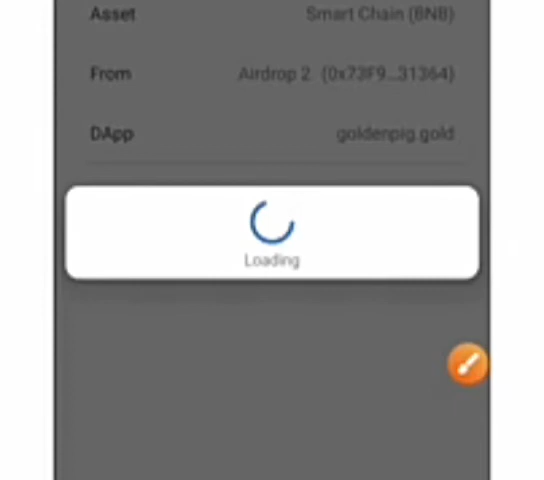 Asset Smart Chain (BNB)
From Airdrop 2 (0x73F9...31364)
DApp goldenpig.gold
Loading